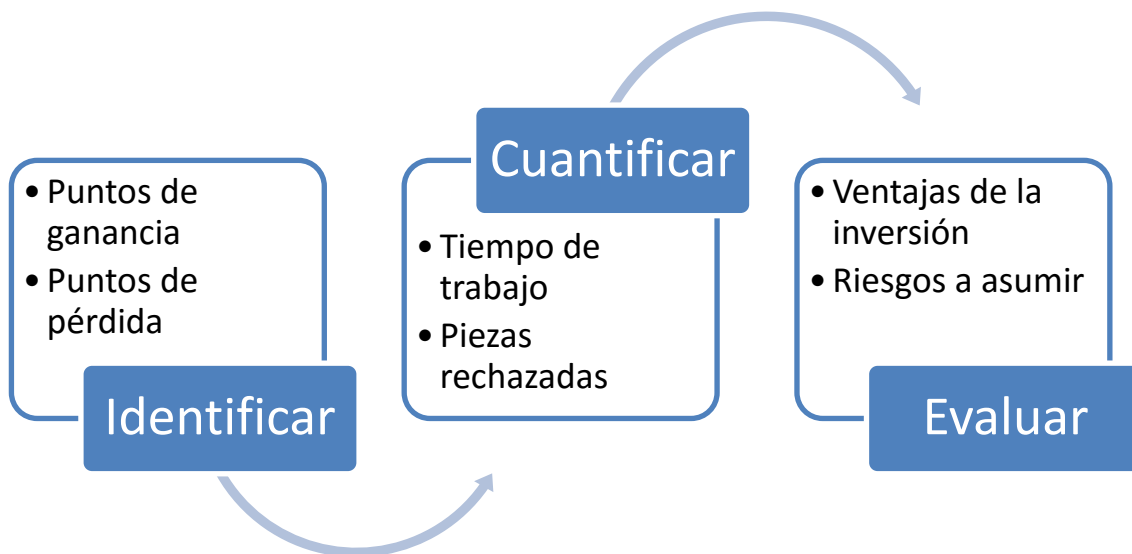 • Puntos de
ganancia
• Puntos de
pérdida
Identificar
Cuantificar
• Tiempo de
trabajo
• Piezas
rechazadas
• Ventajas de la
inversión
• Riesgos a asumir
Evaluar